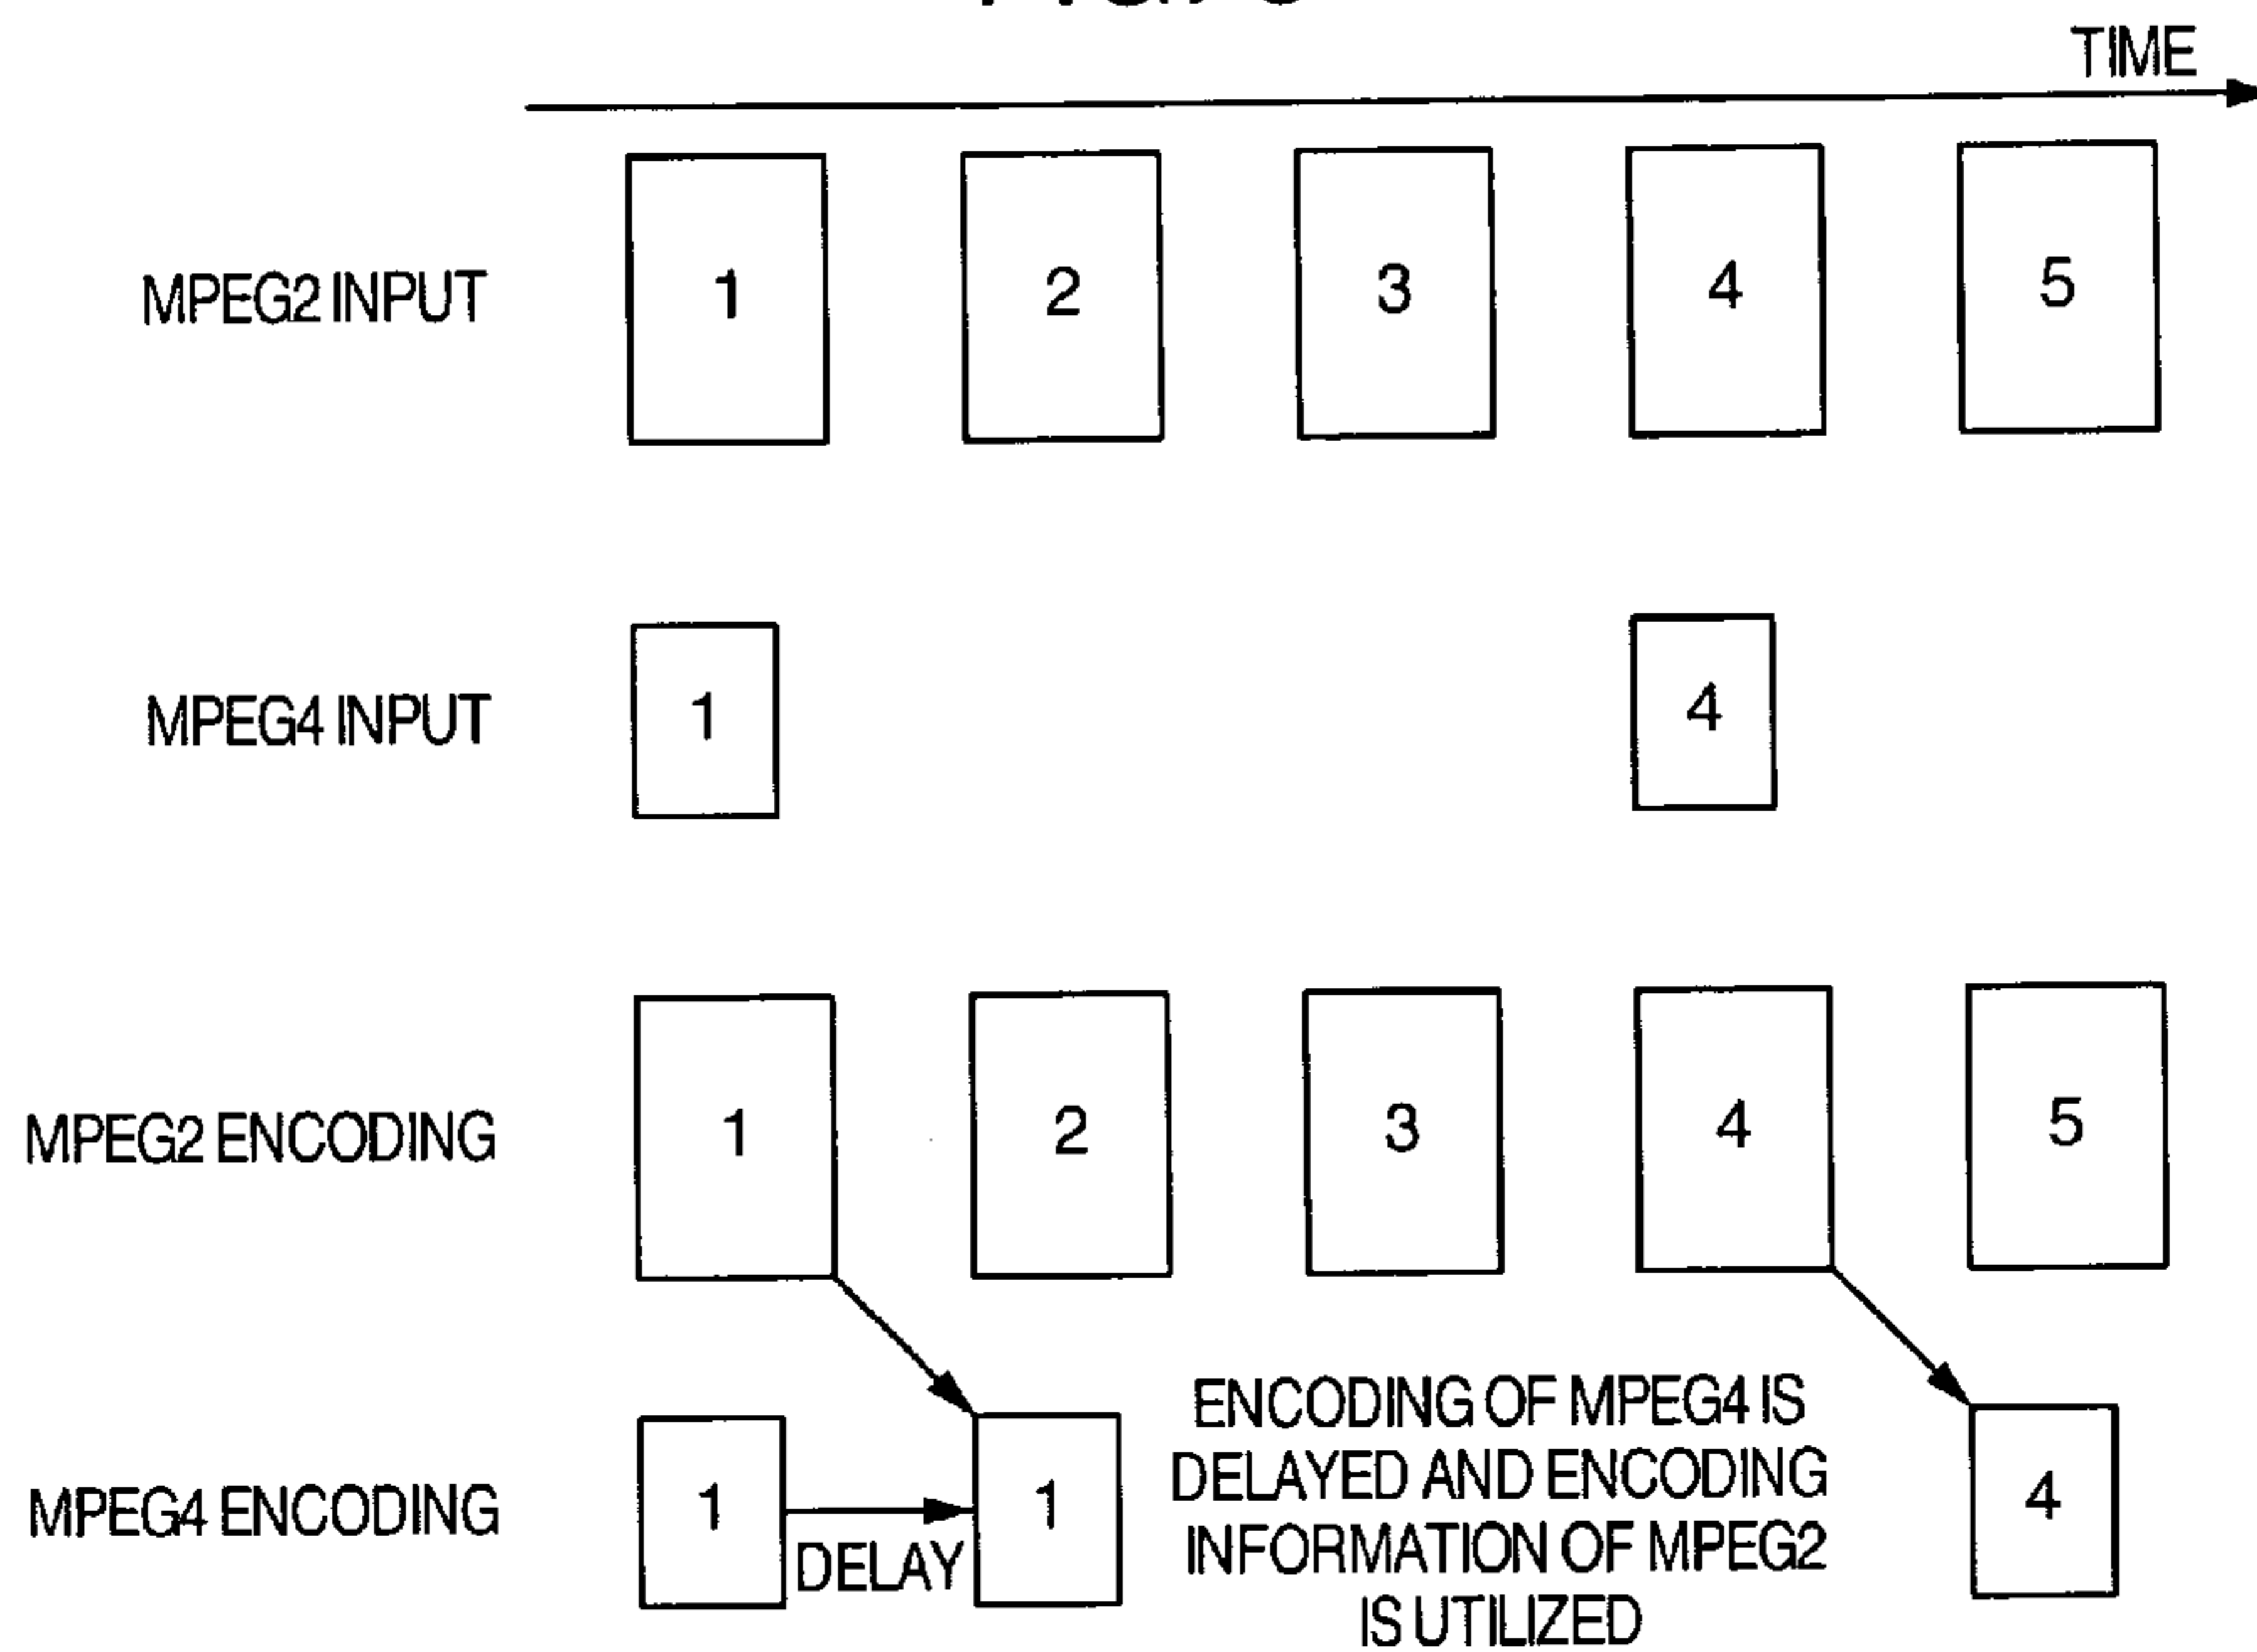 TIME
MPEG2 INPUT
1 2 3 4 5
MPEG4 INPUT
1 4
MPEG2 ENCODING
1 2 3 4 5
MPEG4 ENCODING
1 DELAY 1
ENCODING OF MPEG4 IS
DELAYED AND ENCODING
INFORMATION OF MPEG2
IS UTILIZED
4